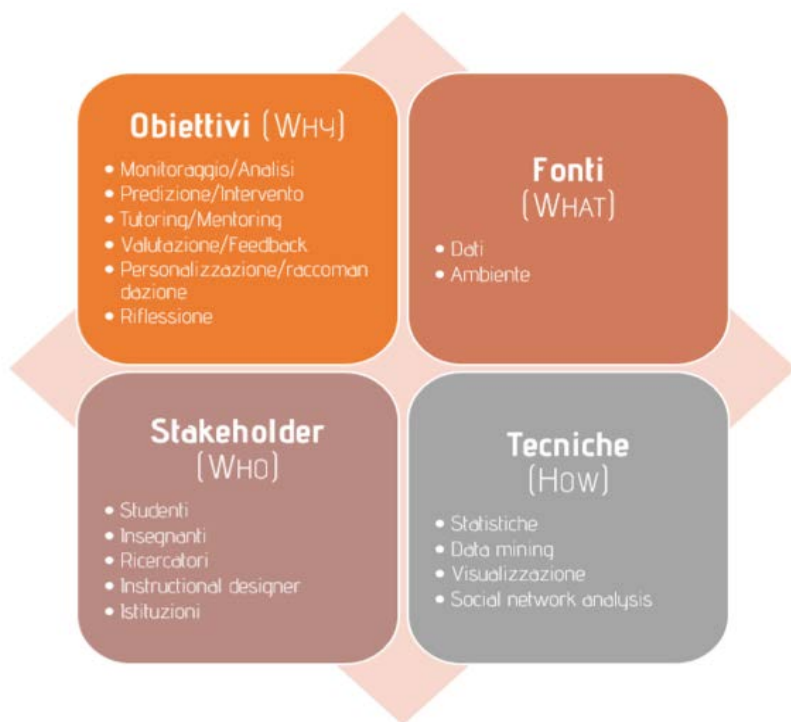 Obiettivi (Why)
• Monitoraggio/Analisi
• Predizione/Intervento
• Tutoring/Mentoring
• Valutazione/Feedback
• Personalizzazione/raccoman
dazione
• Riflessione
Fonti
(What)
• Dati
• Ambiente
Stakeholder
(Who)
• Studenti
• Insegnanti
• Ricercatori
• Instructional designer
• Istituzioni
Tecniche
(How)
• Statistiche
• Data mining
• Visualizzazione
• Social network analysis